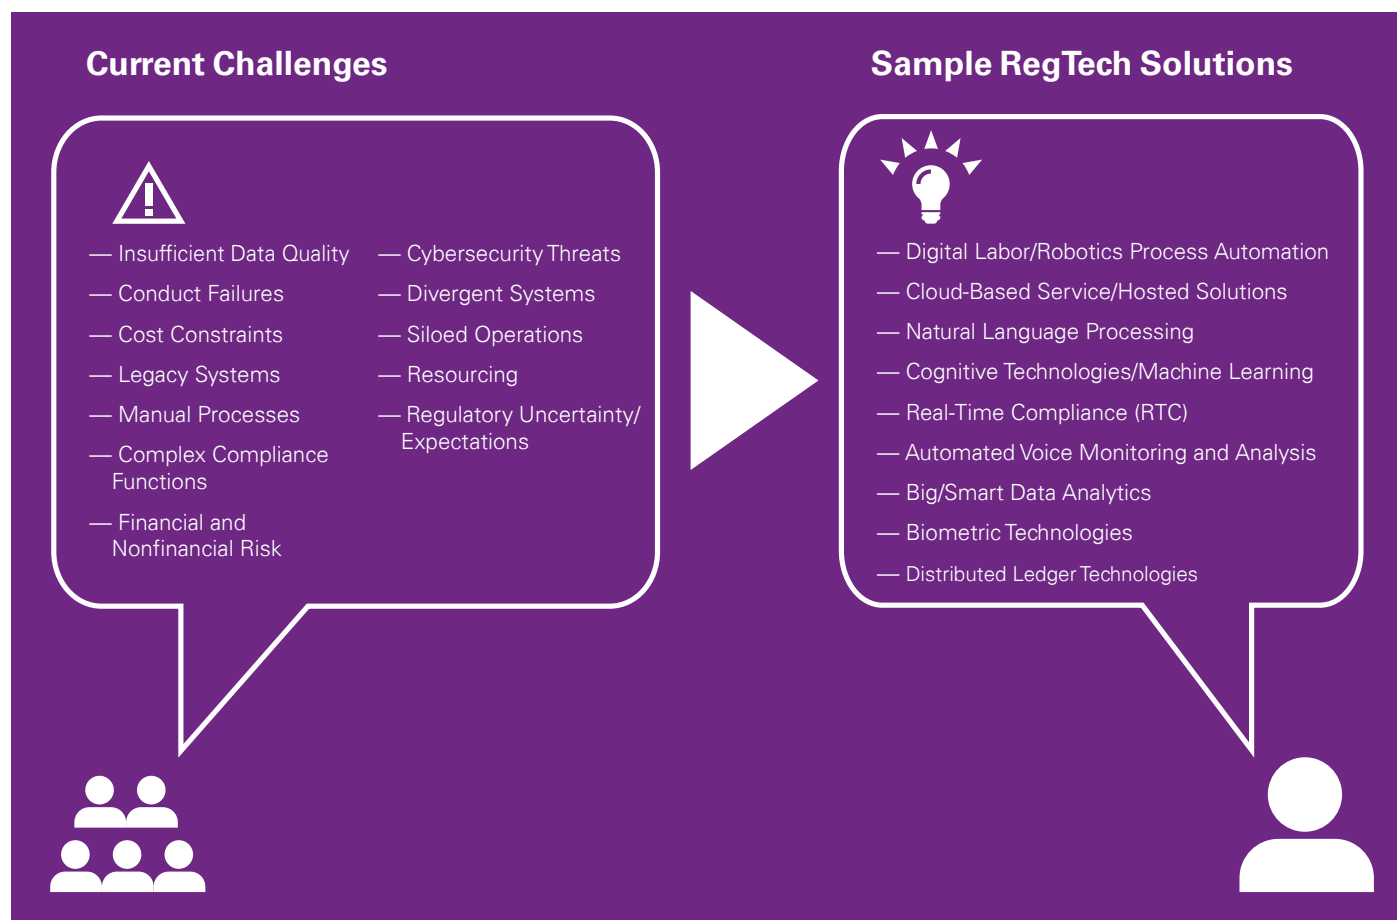 Current Challenges
— Insufficient Data Quality
— Conduct Failures
— Cost Constraints
— Legacy Systems
— Manual Processes
— Complex Compliance
Functions
— Financial and
Nonfinancial Risk
— Cybersecurity Threats
— Divergent Systems
— Siloed Operations
— Resourcing
— Regulatory Uncertainty/
Expectations
Sample RegTech Solutions
— Digital Labor/Robotics Process Automation
— Cloud-Based Service/Hosted Solutions
— Natural Language Processing
— Cognitive Technologies/Machine Learning
— Real-Time Compliance (RTC)
— Automated Voice Monitoring and Analysis
— Big/Smart Data Analytics
— Biometric Technologies
— Distributed Ledger Technologies